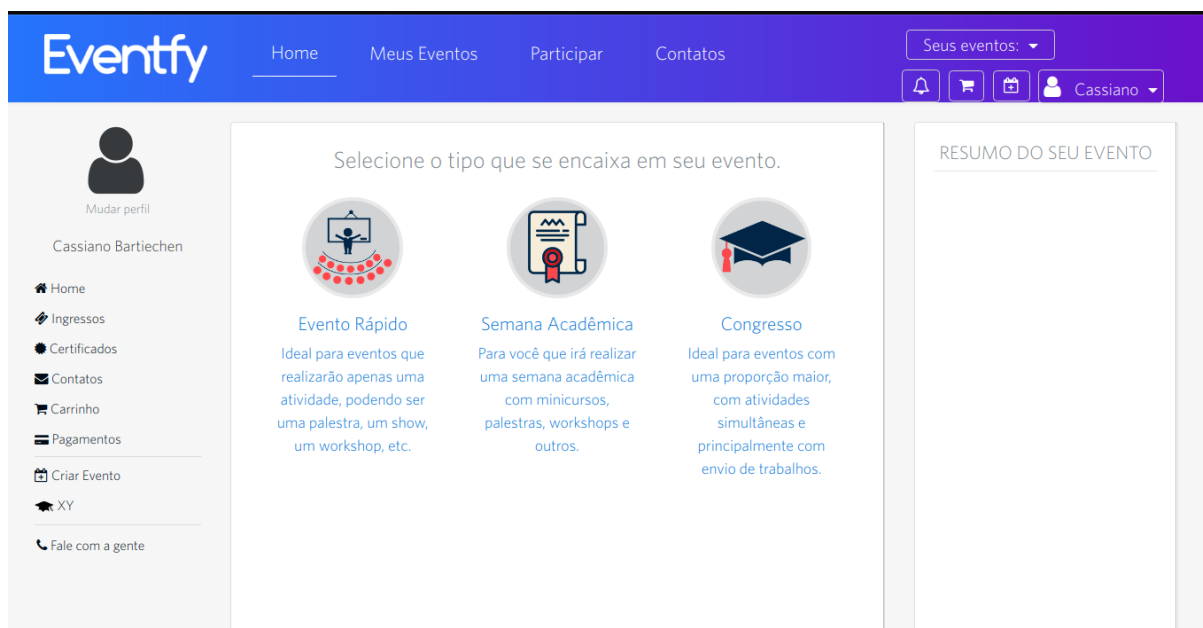 Eventfy
Home
Meus Eventos
Participar
Contatos
Seus eventos:
Cassiano
Mudar perfil
Cassiano Bartiechen
Home
Ingressos
Certificados
Contatos
Carrinho
Pagamentos
Criar Evento
XY
Fale com a gente
Selecione o tipo que se encaixa em seu evento.
Evento Rápido
Ideal para eventos que
realizarão apenas uma
atividade, podendo ser
uma palestra, um show,
um workshop, etc.
Semana Acadêmica
Para você que irá realizar
uma semana acadêmica
com minicursos,
palestras, workshops e
outros.
Congresso
Ideal para eventos com
uma proporção maior,
com atividades
simultâneas e
principalmente com
envio de trabalhos.
RESUMO DO SEU EVENTO